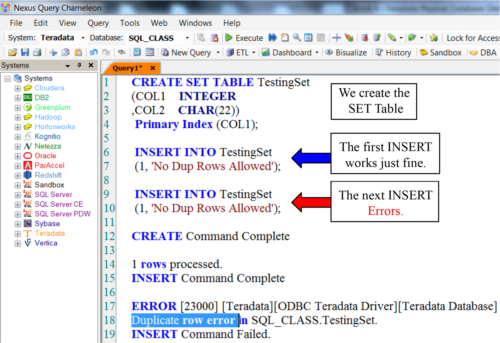 Nexus Query Chameleon
File Edit View Query Tools Web Windows Help
System: Teradata Database: SQL_CLASS Execute Lock for Access
New Query ETL Dashboard Bisualize History Sandbox DBA
Systems
Query1*
Systems
Cloudera
DB2
Greenplum
Hadoop
Hortonworks
Kognitio
Netezza
Oracle
ParAccel
Redshift
Sandbox
SQL Server
SQL Server CE
SQL Server PDW
Sybase
Teradata
Vertica
1 CREATE SET TABLE TestingSet
2 (COL1 INTEGER
3 ,COL2 CHAR(22))
4 Primary Index (COL1);
5
6 INSERT INTO TestingSet
7 (1, 'No Dup Rows Allowed');
8
9 INSERT INTO TestingSet
10 (1, 'No Dup Rows Allowed');
11
12 CREATE Command Complete
13
14 1 rows processed.
15 INSERT Command Complete
16
17 ERROR [23000] [Teradata][ODBC Teradata Driver][Teradata Database]
18 Duplicate row error in SQL_CLASS.TestingSet.
19 INSERT Command Failed.
We create the
SET Table
The first INSERT
works just fine.
The next INSERT
Errors.